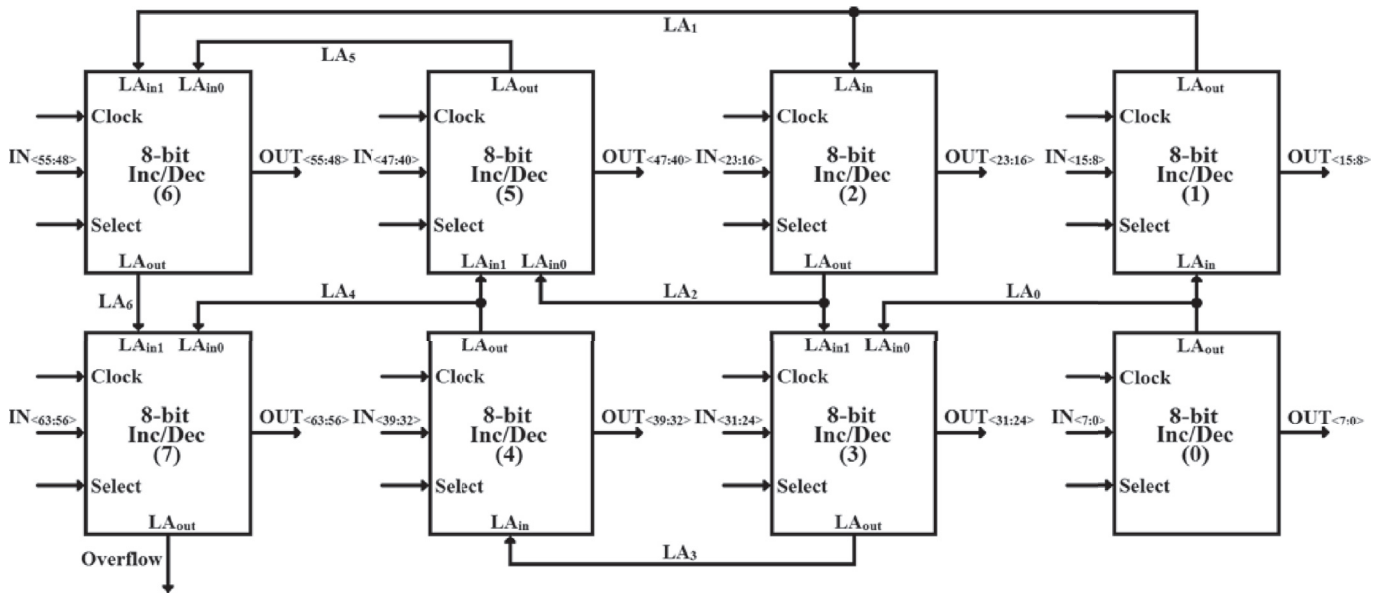 LA1
LA5
LAin1 LAin0
LAout
LAin
LAout
Clock
Clock
Clock
Clock
IN<55:48>
8-bit
Inc/Dec
(6)
OUT<55:48>
IN<47:40>
8-bit
Inc/Dec
(5)
OUT<47:40>
IN<23:16>
8-bit
Inc/Dec
(2)
OUT<23:16>
IN<15:8>
8-bit
Inc/Dec
(1)
OUT<15:8>
Select
Select
Select
Select
LAout
LAin1 LAin0
LAout
LAin
LA6
LA4
LA2
LA0
LAin1 LAin0
LAout
LAin1 LAin0
LAout
Clock
Clock
Clock
Clock
IN<63:56>
8-bit
Inc/Dec
(7)
OUT<63:56>
IN<39:32>
8-bit
Inc/Dec
(4)
OUT<39:32>
IN<31:24>
8-bit
Inc/Dec
(3)
OUT<31:24>
IN<7:0>
8-bit
Inc/Dec
(0)
OUT<7:0>
Select
Select
Select
Select
LAout
LAin
LAout
Overflow
LA3